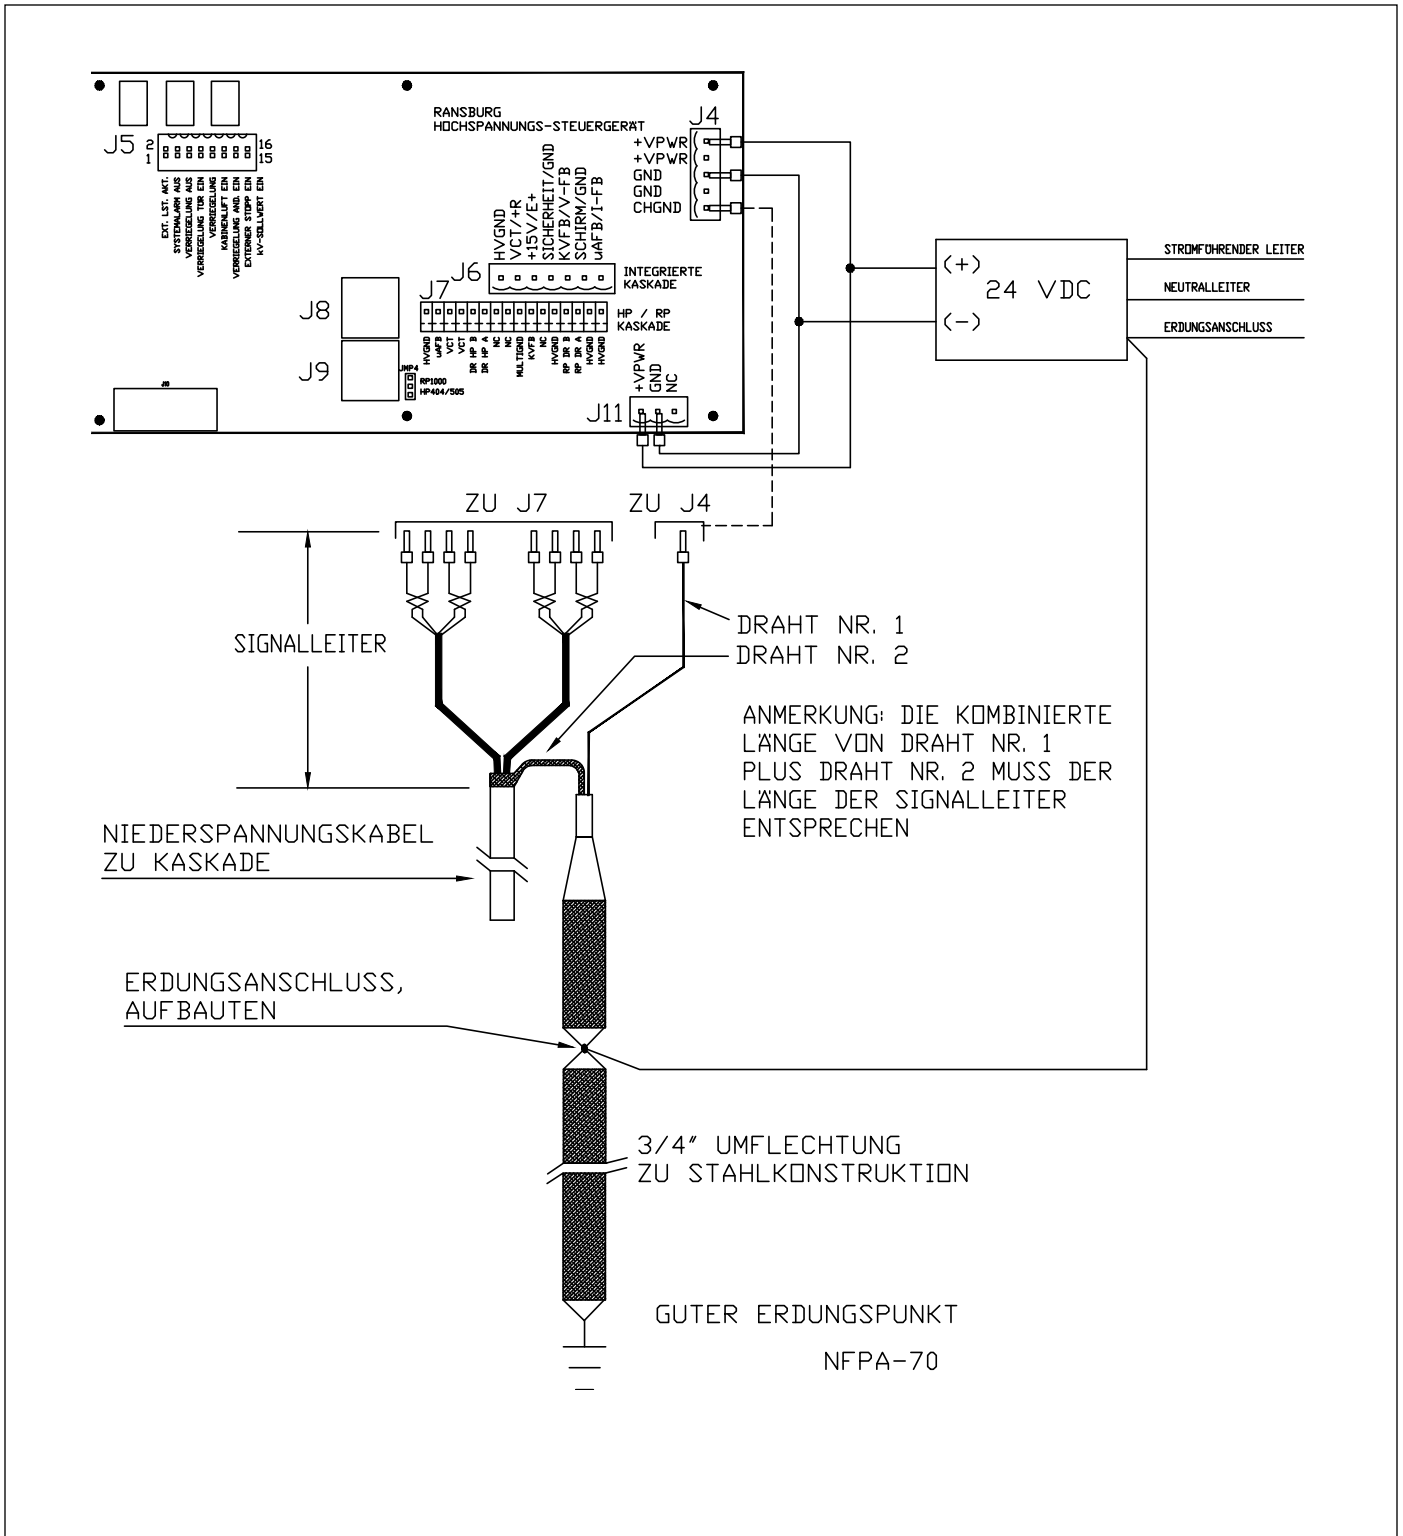 RANSBURG
HOCHSPANNUNGS-STEUERGERÄT
J4
+VPWR
+VPWR
GND
GND
CHGND
J5
2
1
16
15
EXT. LST. AKT.
SYSTEMALARM AUS
VERRIEGELUNG AUS
VERRIEGELUNG TÜR EIN
VERRIEGELUNG
KABINENLUFT EIN
VERRIEGELUNG AND. EIN
EXTERNER STOPP EIN
kV-SOLLWERT EIN
HVGND
VCT/+R
+15V/E+
SICHERHEIT/GND
KVFB/V-FB
SCHIRM/GND
uAFB/I-FB
J6
INTEGRIERTE
KASKADE
J7
HP / RP
KASKADE
HVGND
uAFB
VCT
VCT
DR HP B
DR HP A
NC
NC
MULTIGND
KVFB
NC
HVGND
RP DR B
RP DR A
HVGND
HVGND
J8
J9
JMP4
RP1000
HP404/505
J10
+VPWR
GND
NC
J11
(+)
24 VDC
(-)
STROMFÜHRENDER LEITER
NEUTRALLEITER
ERDUNGSANSCHLUSS
ZU J7
ZU J4
SIGNALLEITER
DRAHT NR. 1
DRAHT NR. 2
ANMERKUNG: DIE KOMBINIERTE
LÄNGE VON DRAHT NR. 1
PLUS DRAHT NR. 2 MUSS DER
LÄNGE DER SIGNALLEITER
ENTSPRECHEN
NIEDERSPANNUNGSKABEL
ZU KASKADE
ERDUNGSANSCHLUSS,
AUFBAUTEN
3/4" UMFLECHTUNG
ZU STAHLKONSTRUKTION
GUTER ERDUNGSPUNKT
NFPA-70